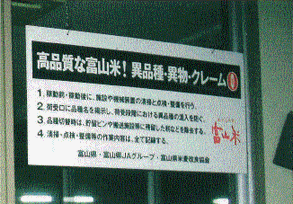 高品質な富山米！異品種・異物・クレーム0
1. 稼動前・稼動後に、施設や機械装置の清掃と点検・整備を行う。
2. 荷受口に品種名を掲示し、荷受段階における異品種の混入を防ぐ。
3. 品種切替時は、貯留ビンや搬送施設等に残留した籾などを除去する。
4. 清掃・点検・整備等の作業内容は、全て記録する。
富山米
富山県・富山県JAグループ・富山県米麦改良協会